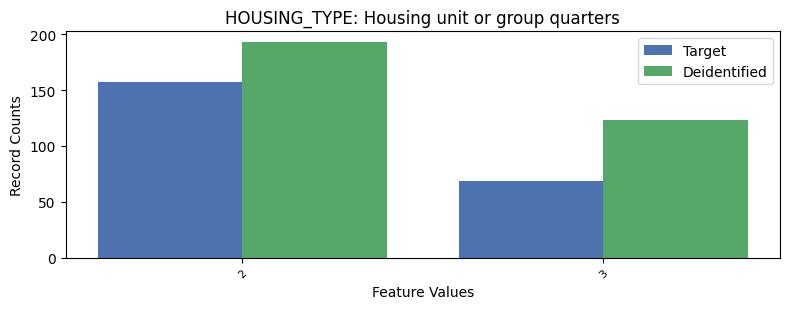 HOUSING_TYPE: Housing unit or group quarters
Target
Deidentified
Record Counts
200
150
100
50
0
2
3
Feature Values